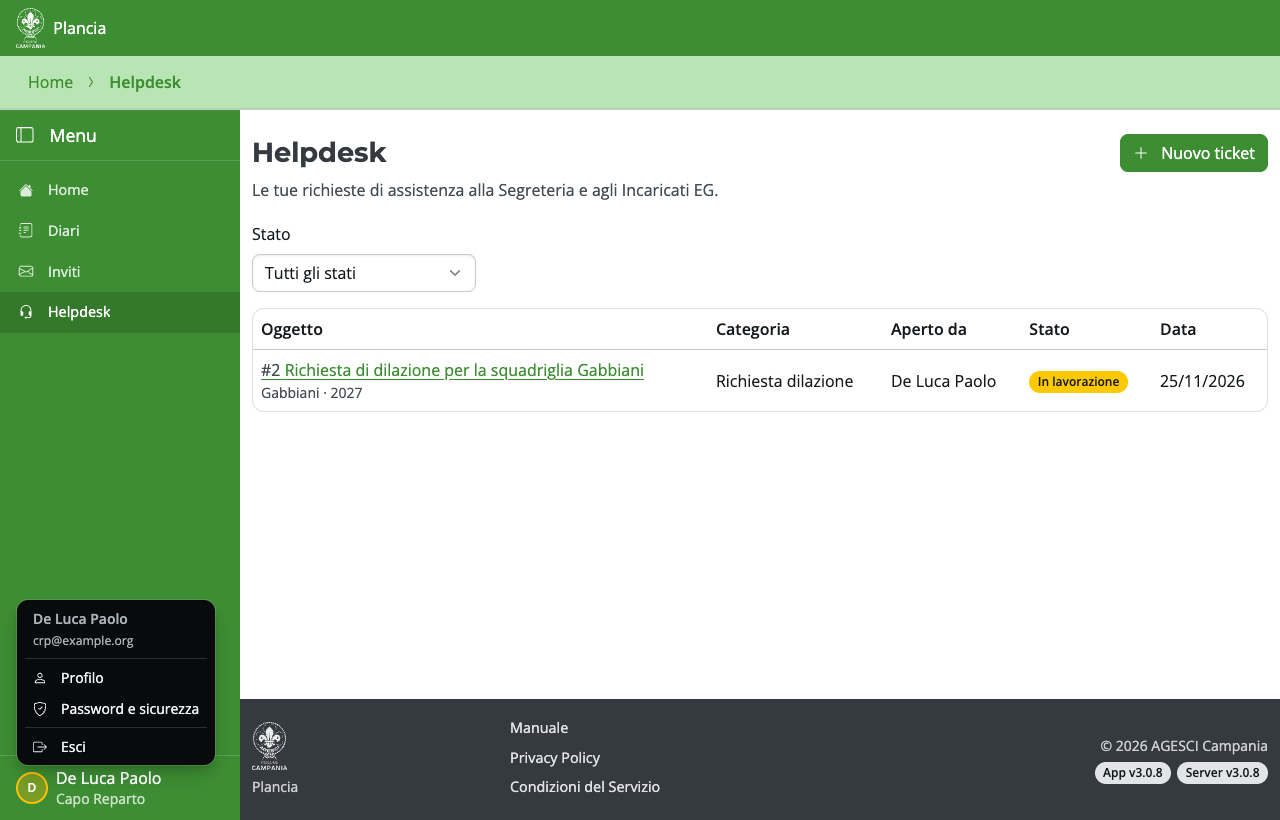 Plancia
CAMPANIA
Home
Helpdesk
Menu
Home
Diari
Inviti
Helpdesk
Helpdesk
Nuovo ticket
Le tue richieste di assistenza alla Segreteria e agli Incaricati EG.
Stato
Tutti gli stati
Oggetto Categoria Aperto da Stato Data
#2 Richiesta di dilazione per la squadriglia Gabbiani
Gabbiani · 2027
Richiesta dilazione De Luca Paolo In lavorazione 25/11/2026
De Luca Paolo
crp@example.org
Profilo
Password e sicurezza
Esci
De Luca Paolo
D
Capo Reparto
CAMPANIA
Plancia
Manuale
Privacy Policy
Condizioni del Servizio
© 2026 AGESCI Campania
App v3.0.8 Server v3.0.8